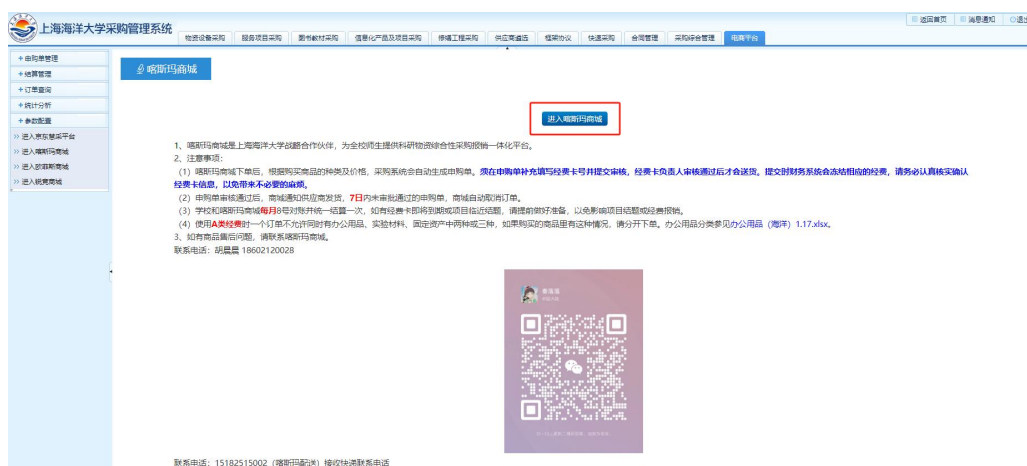 返回首页 消息通知 退出
上海海洋大学采购管理系统
物资设备采购 服务项目采购 图书教材采购 信息化产品及项目采购 修缮工程采购 供应商遴选 框架协议 快速采购 合同管理 采购综合管理 电商平台
+申购单管理
+结算管理
+订单查询
+统计分析
+参数配置
>> 进入京东慧采平台
>> 进入喀斯玛商城
>> 进入欧菲斯商城
>> 进入锐竞商城
喀斯玛商城
进入喀斯玛商城
1、喀斯玛商城是上海海洋大学战略合作伙伴，为全校师生提供科研物资综合性采购报销一体化平台。
2、注意事项:
(1) 喀斯玛商城下单后，根据购买商品的种类及价格，采购系统会自动生成申购单。须在申购单补充填写经费卡号并提交审核，经费卡负责人审核通过后才会送货。提交时财务系统会冻结相应的经费，请务必认真核实确认
经费卡信息，以免带来不必要的麻烦。
(2) 申购单审核通过后，商城通知供应商发货，7日内未审批通过的申购单，商城自动取消订单。
(3) 学校和喀斯玛商城每月8号对账并统一结算一次，如有经费卡即将到期或项目临近结题，请提前做好准备，以免影响项目结题或经费报销。
(4) 使用A类经费时一个订单不允许同时有办公用品、实验材料、固定资产中两种或三种，如果购买的商品里有这种情况，请分开下单。办公用品分类参见办公用品（海洋）1.17.xlsx。
3、如有商品售后问题，请联系喀斯玛商城。
联系电话：胡晨晨 18602120028
联系电话：15182515002（喀斯玛配送）接收快递联系电话